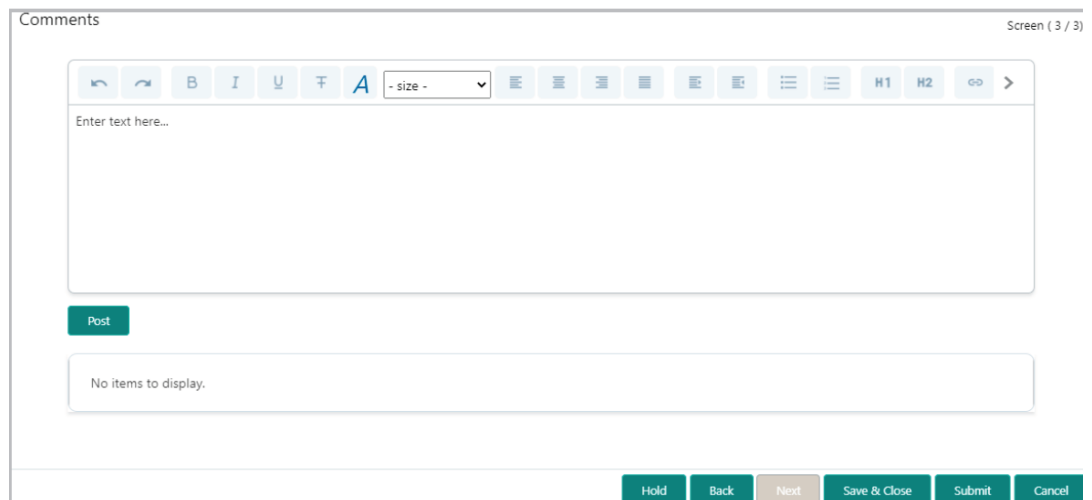 Comments
Screen ( 3 / 3)
B I U T A - size - H1 H2
Enter text here...
Post
No items to display.
Hold Back Next Save & Close Submit Cancel